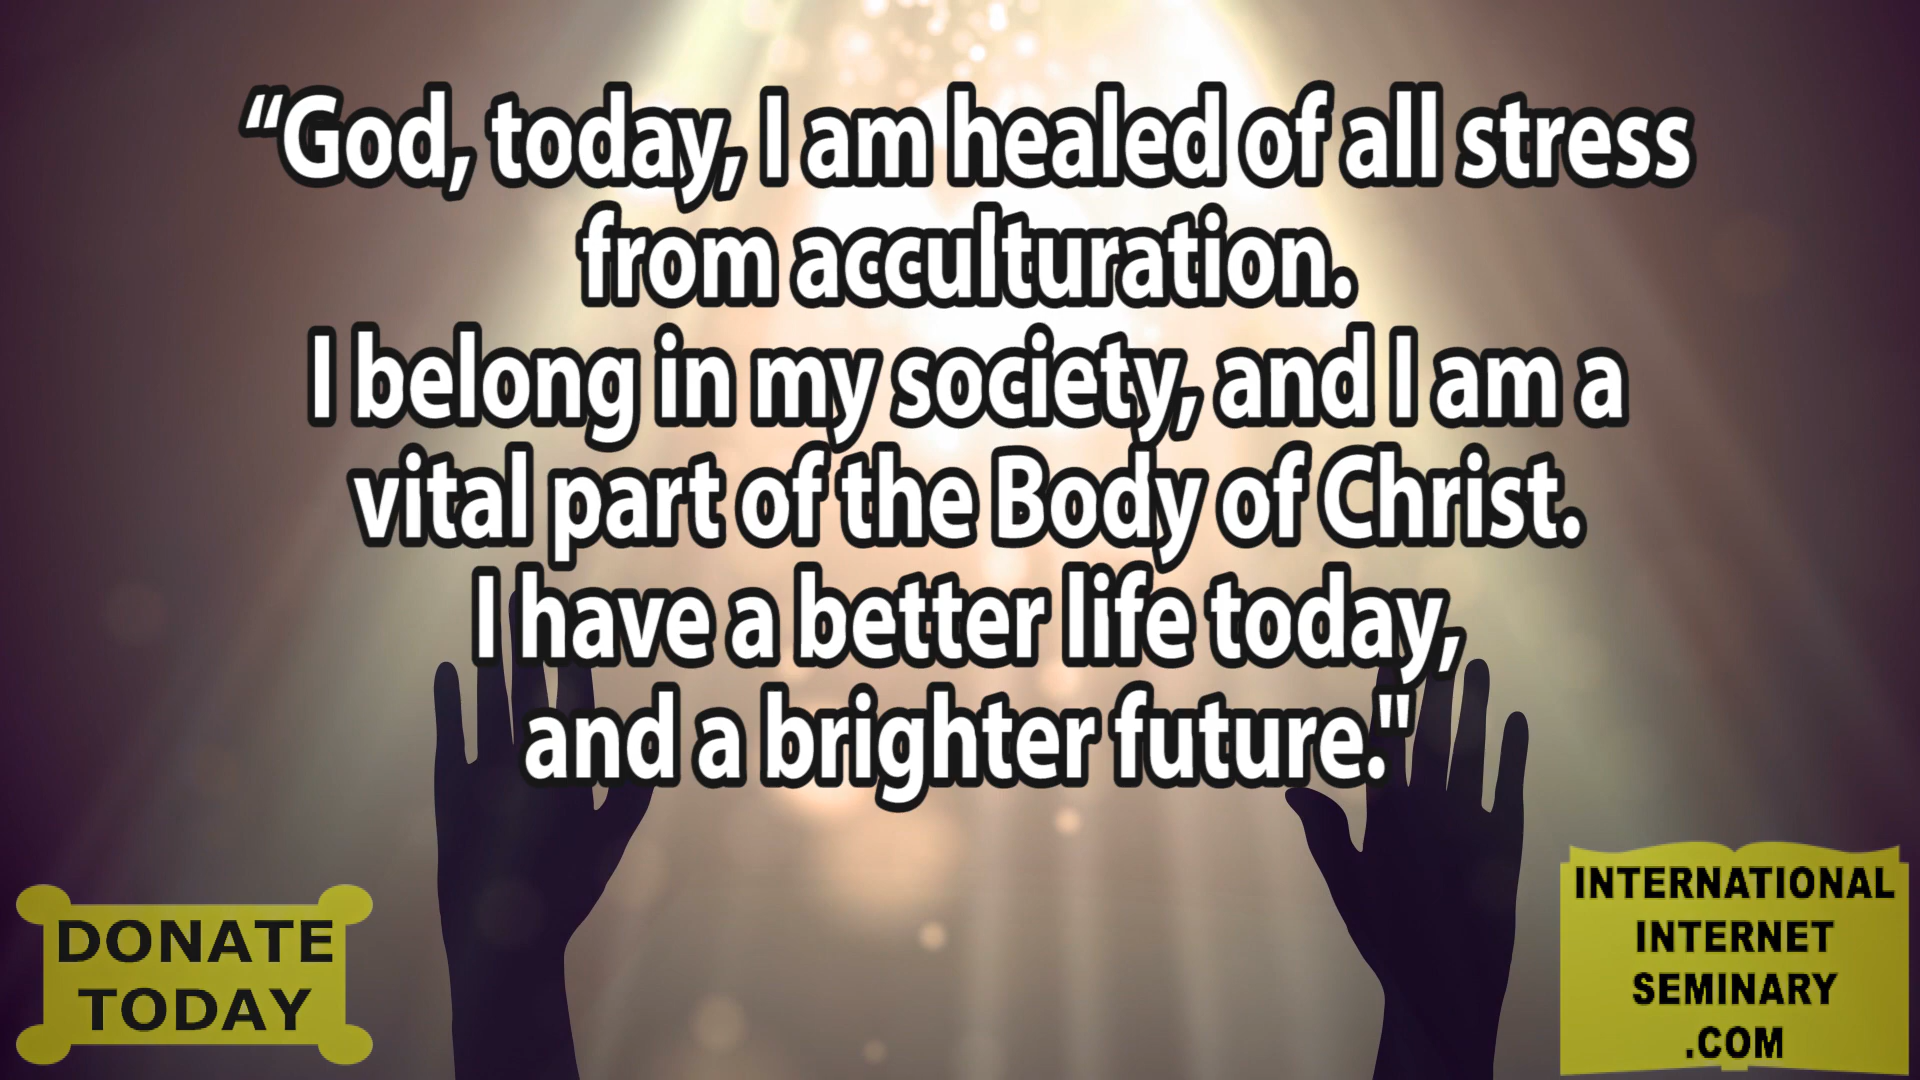 “God, today, I am healed of all stress
from acculturation.
I belong in my society, and I am a
vital part of the Body of Christ.
I have a better life today,
and a brighter future."
DONATE
TODAY
INTERNATIONAL
INTERNET
SEMINARY
.COM